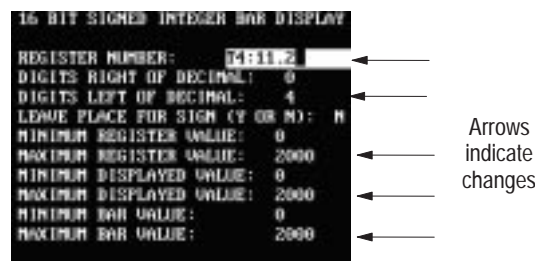 16 BIT SIGNED INTEGER BAR DISPLAY
REGISTER NUMBER: T4:11.2
DIGITS RIGHT OF DECIMAL: 0
DIGITS LEFT OF DECIMAL: 4
LEAVE PLACE FOR SIGN (Y OR N): N
MINIMUM REGISTER VALUE: 0
MAXIMUM REGISTER VALUE: 2000
MINIMUM DISPLAYED VALUE: 0
MAXIMUM DISPLAYED VALUE: 2000
MINIMUM BAR VALUE: 0
MAXIMUM BAR VALUE: 2000
Arrows
indicate
changes